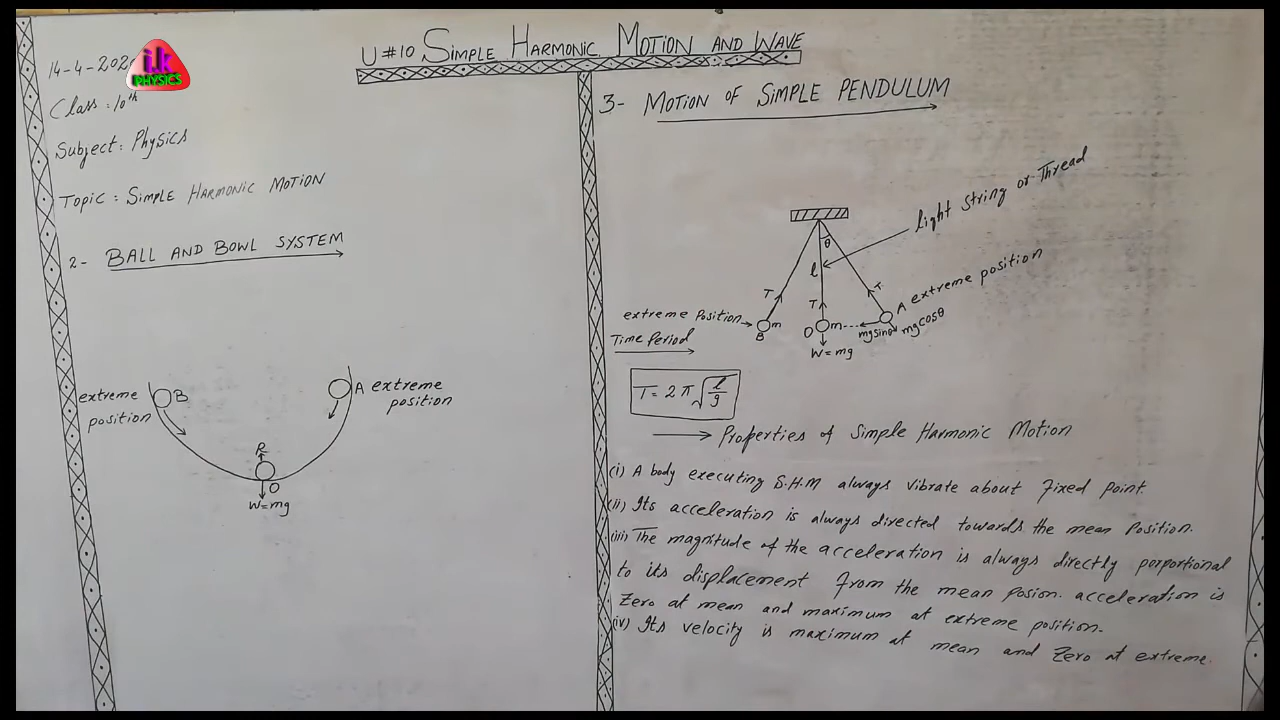 U#10 SIMPLE HARMONIC MOTION AND WAVE
14-4-202
i.k
PHYSICS
Class: 10th
Subject: Physics
Topic: SIMPLE HARMONIC MOTION
2- BALL AND BOWL SYSTEM
extreme
position
B
A extreme
position
R
O
W=mg
3- MOTION OF SIMPLE PENDULUM
light string or Thread
θ
l
T
T
T
A extreme position
extreme Position
B
m
O
m
mgsinθ
mgcosθ
W=mg
Time Period
T = 2π√l/g
Properties of Simple Harmonic Motion
(i) A body executing S.H.M always vibrate about fixed point.
(ii) Its acceleration is always directed towards the mean Position.
(iii) The magnitude of the acceleration is always directly porportional
to its displacement from the mean Posion. acceleration is
Zero at mean and maximum at extreme position.
(iv) Its velocity is maximum at mean and Zero at extreme.